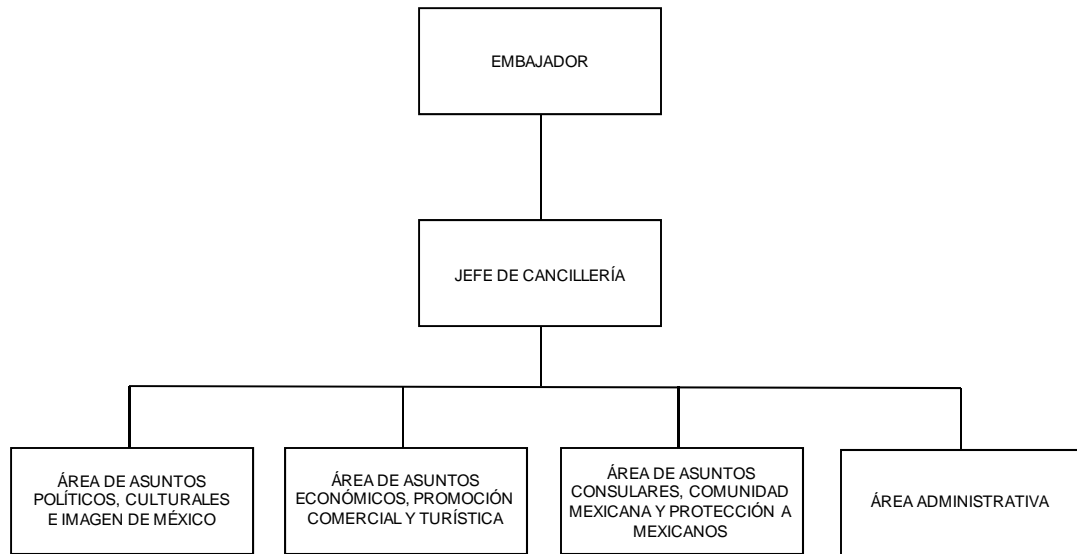 EMBAJADOR
JEFE DE CANCILLERÍA
ÁREA DE ASUNTOS
POLÍTICOS, CULTURALES
E IMAGEN DE MÉXICO
ÁREA DE ASUNTOS
ECONÓMICOS, PROMOCIÓN
COMERCIAL Y TURÍSTICA
ÁREA DE ASUNTOS
CONSULARES, COMUNIDAD
MEXICANA Y PROTECCIÓN A
MEXICANOS
ÁREA ADMINISTRATIVA